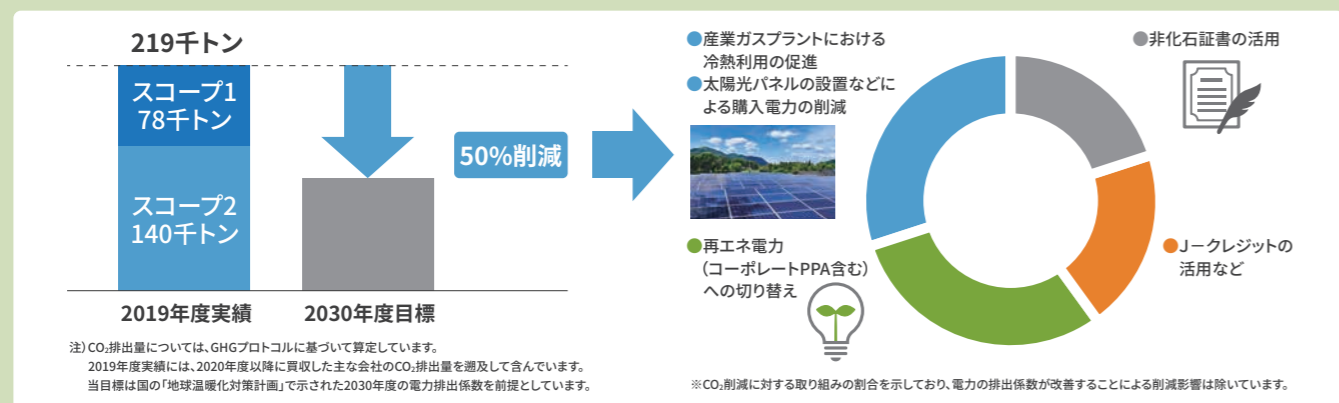 219千トン
スコープ1
78千トン
スコープ2
140千トン
2019年度実績
2030年度目標
50%削減
注)CO₂排出量については、GHGプロトコルに基づいて算定しています。
2019年度実績には、2020年度以降に買収した主な会社のCO₂排出量を遡及して含んでいます。
当目標は国の「地球温暖化対策計画」で示された2030年度の電力排出係数を前提としています。
●産業ガスプラントにおける
冷熱利用の促進
●太陽光パネルの設置などに
よる購入電力の削減
●再エネ電力
(コーポレートPPA含む)
への切り替え
●非化石証書の活用
●J-クレジットの
活用など
※CO₂削減に対する取り組みの割合を示しており、電力の排出係数が改善することによる削減影響は除いています。